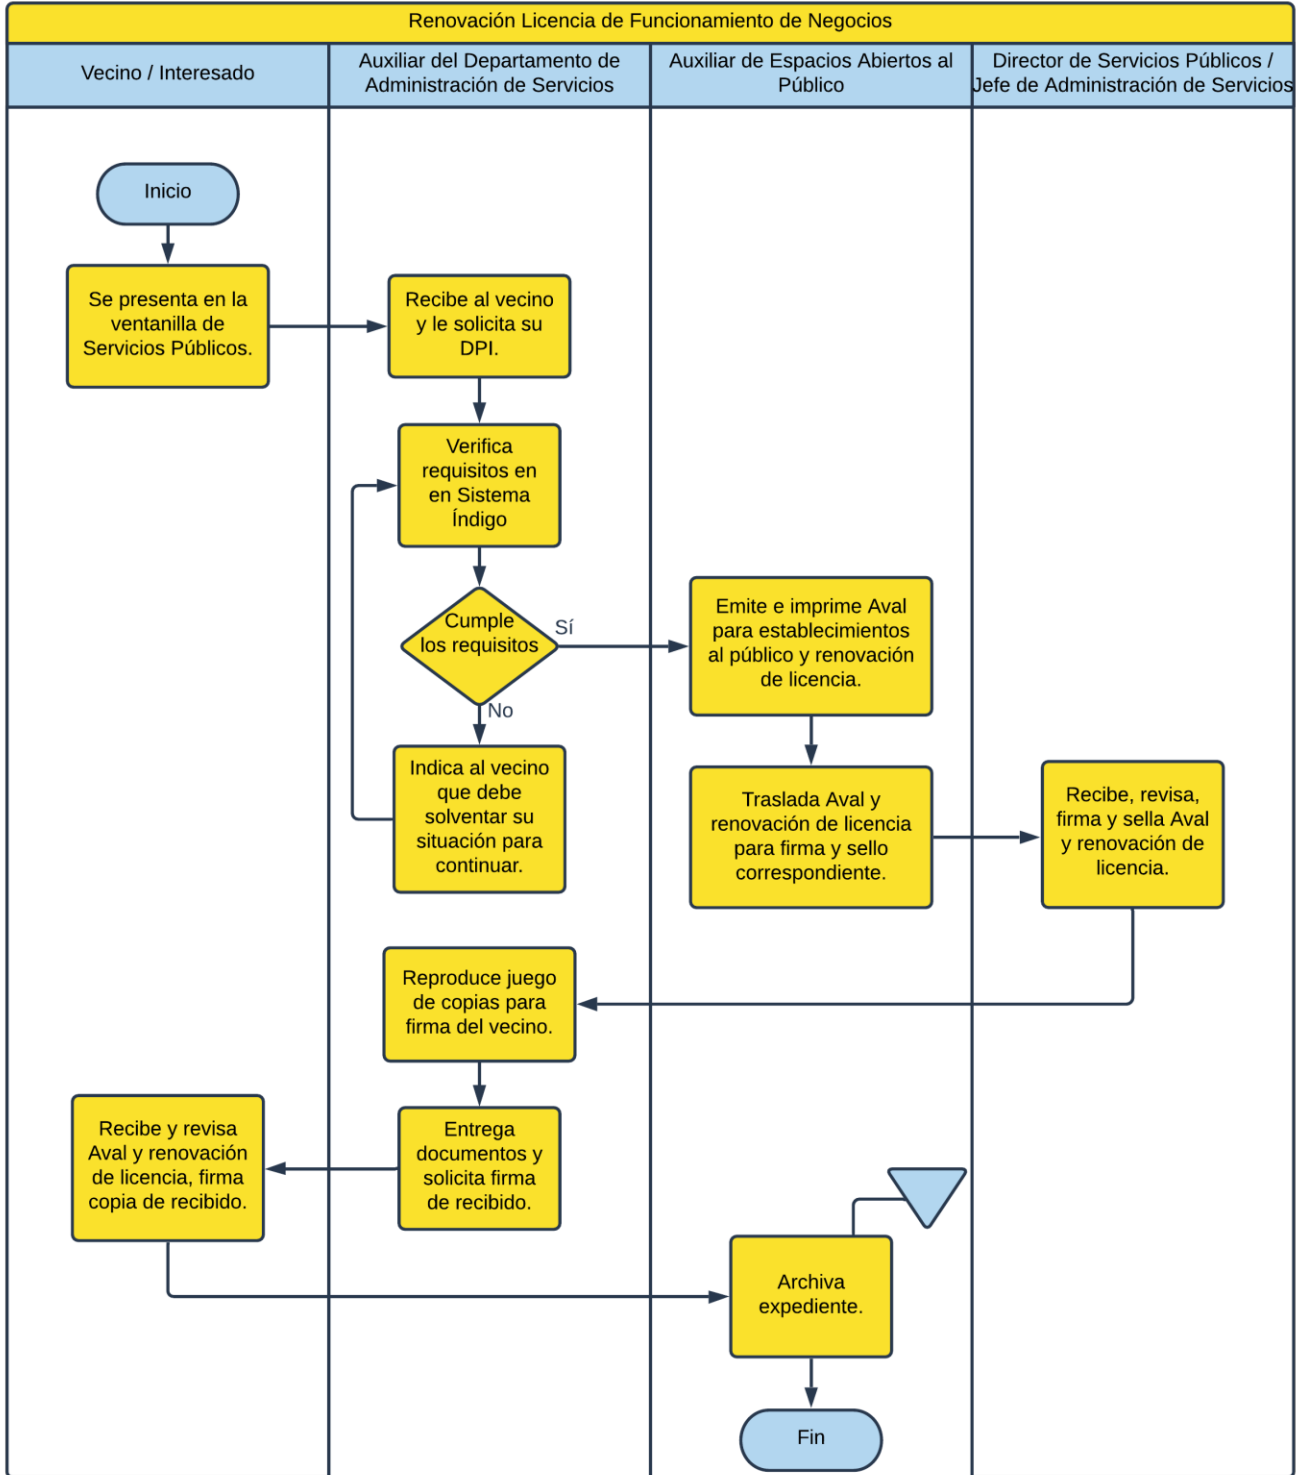 Renovación Licencia de Funcionamiento de Negocios
Vecino / Interesado
Auxiliar del Departamento de
Administración de Servicios
Auxiliar de Espacios Abiertos al
Público
Director de Servicios Públicos /
Jefe de Administración de Servicios
Inicio
Se presenta en la
ventanilla de
Servicios Públicos.
Recibe al vecino
y le solicita su
DPI.
Verifica
requisitos en
en Sistema
Índigo
Cumple
los requisitos
Sí
No
Emite e imprime Aval
para establecimientos
al público y renovación
de licencia.
Indica al vecino
que debe
solventar su
situación para
continuar.
Traslada Aval y
renovación de licencia
para firma y sello
correspondiente.
Recibe, revisa,
firma y sella Aval
y renovación de
licencia.
Reproduce juego
de copias para
firma del vecino.
Entrega
documentos y
solicita firma
de recibido.
Recibe y revisa
Aval y renovación
de licencia, firma
copia de recibido.
Archiva
expediente.
Fin